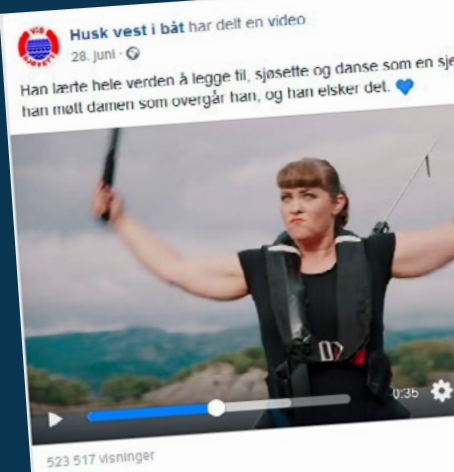 Husk vest i båt har delt en video
28. juni ·
Han lærte hele verden å legge til, sjøsette og danse som en sje
han møtt damen som overgår han, og han elsker det. 💙
0:35
523 517 visninger